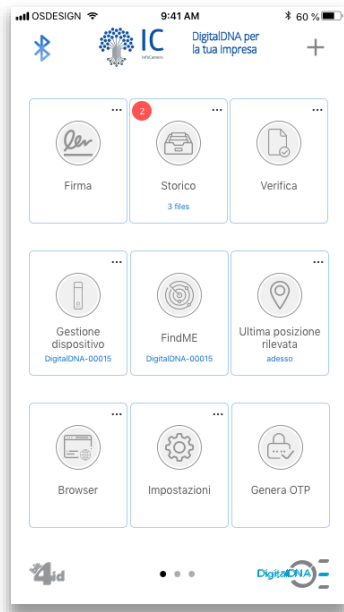 OSDESIGN 9:41 AM 60 %
IC
InfoCamere
DigitalDNA per
la tua impresa
Firma
2
Storico
3 files
Verifica
Gestione
dispositivo
DigitalDNA-00015
FindME
DigitalDNA-00015
Ultima posizione
rilevata
adesso
Browser
Impostazioni
Genera OTP
4id
DigitalDNA